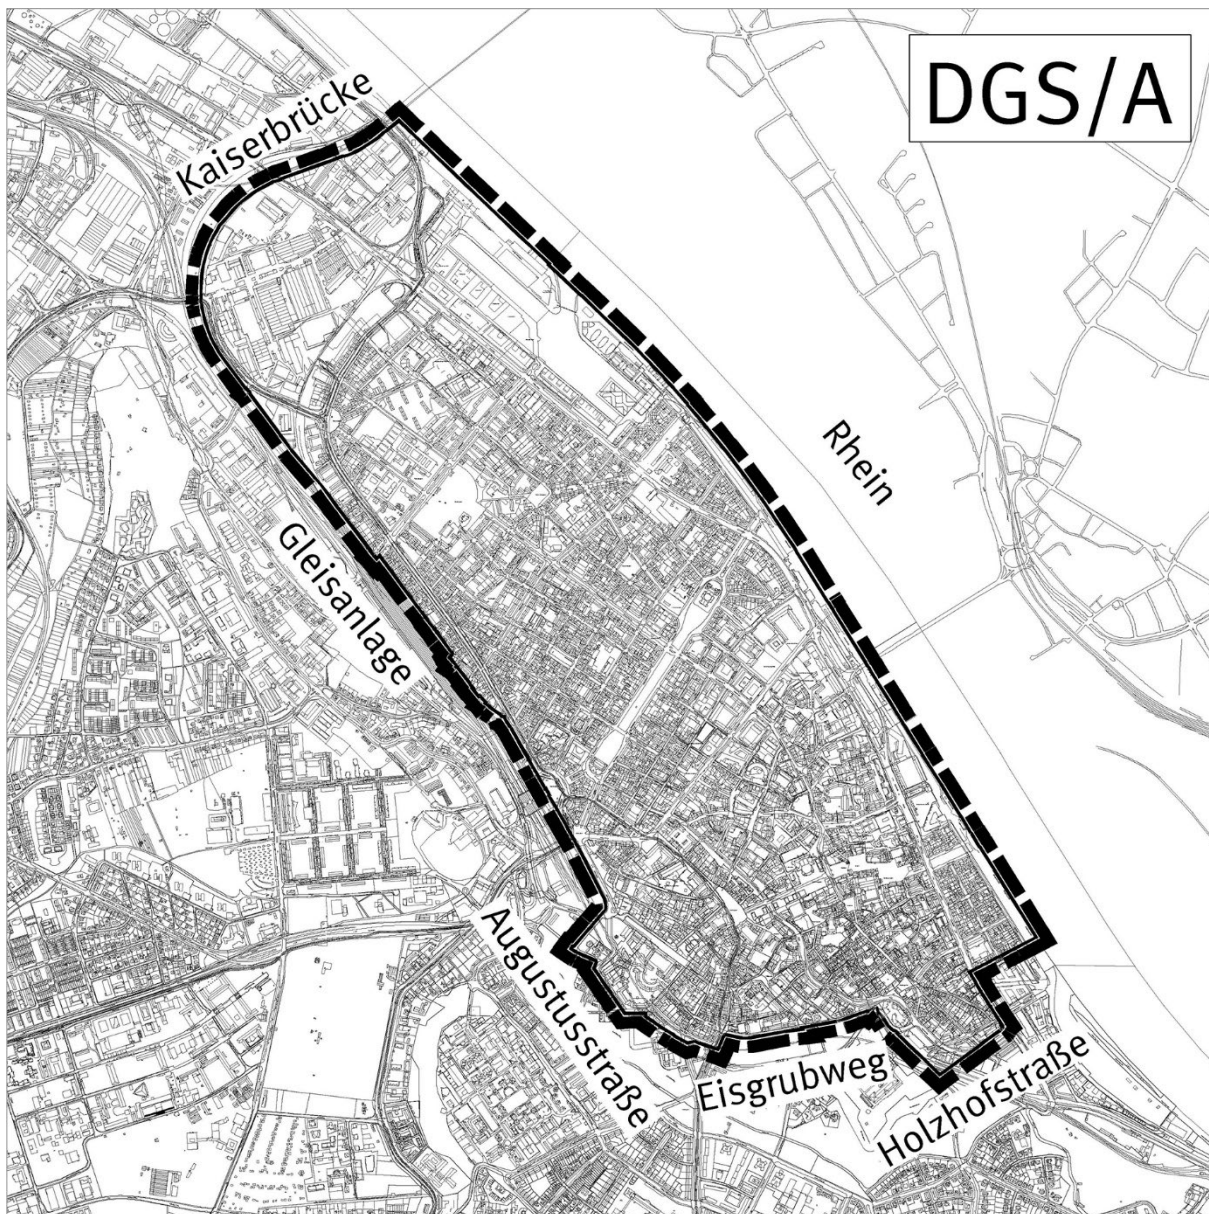 DGS/A
Kaiserbrücke
Rhein
Gleisanlage
Augustusstraße
Eisgrubweg
Holzhofstraße